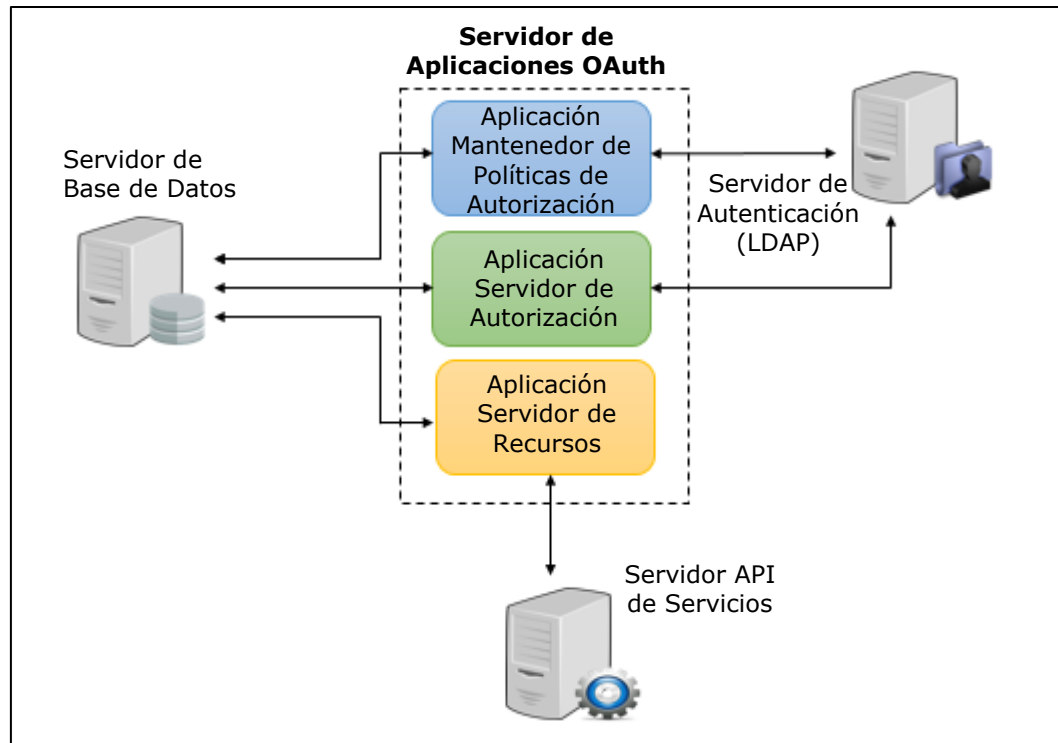 Servidor de
Aplicaciones OAuth
Aplicación
Mantenedor de
Políticas de
Autorización
Servidor de
Base de Datos
Servidor de
Autenticación
(LDAP)
Aplicación
Servidor de
Autorización
Aplicación
Servidor de
Recursos
Servidor API
de Servicios